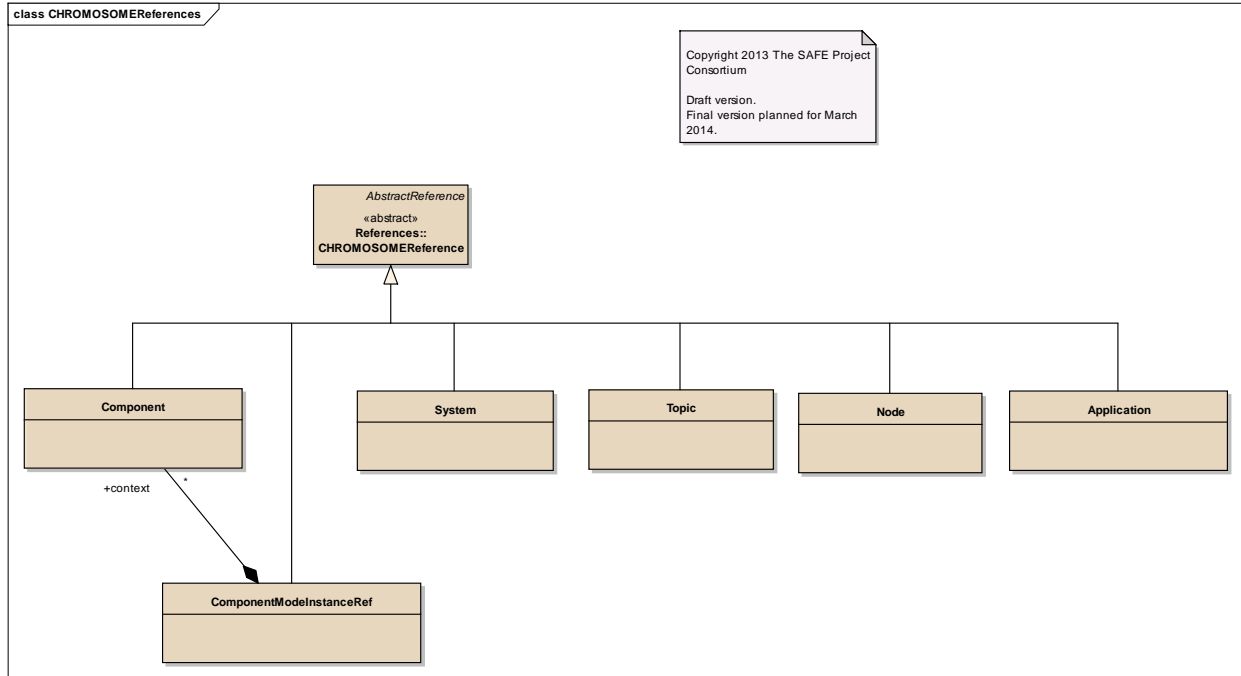 class CHROMOSOMEReferences
Copyright 2013 The SAFE Project
Consortium
Draft version.
Final version planned for March
2014.
AbstractReference
«abstract»
References::
CHROMOSOMEReference
Component
System
Topic
Node
Application
+context
*
ComponentModeInstanceRef